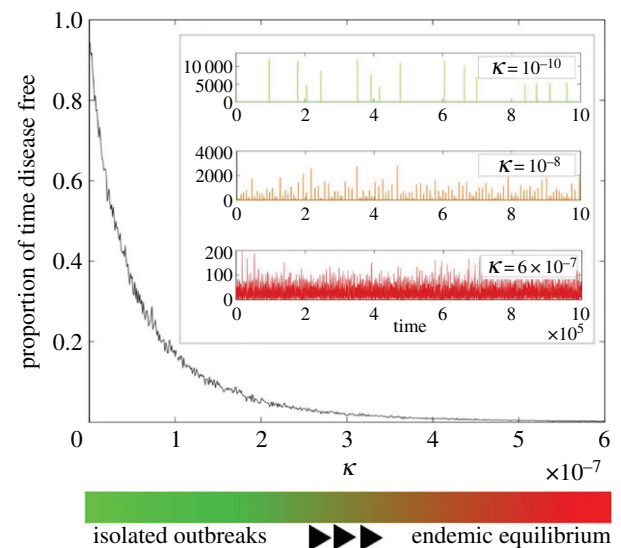 1.0
0.8
0.6
0.4
0.2
0
1
2
3
4
5
6
proportion of time disease free
κ
×10⁻⁷
10 000
5000
0
κ = 10⁻¹⁰
0 2 4 6 8 10
4000
2000
0
κ = 10⁻⁸
0 2 4 6 8 10
200
100
0
κ = 6 × 10⁻⁷
0 2 4 6 8 10
time
×10⁵
isolated outbreaks
endemic equilibrium